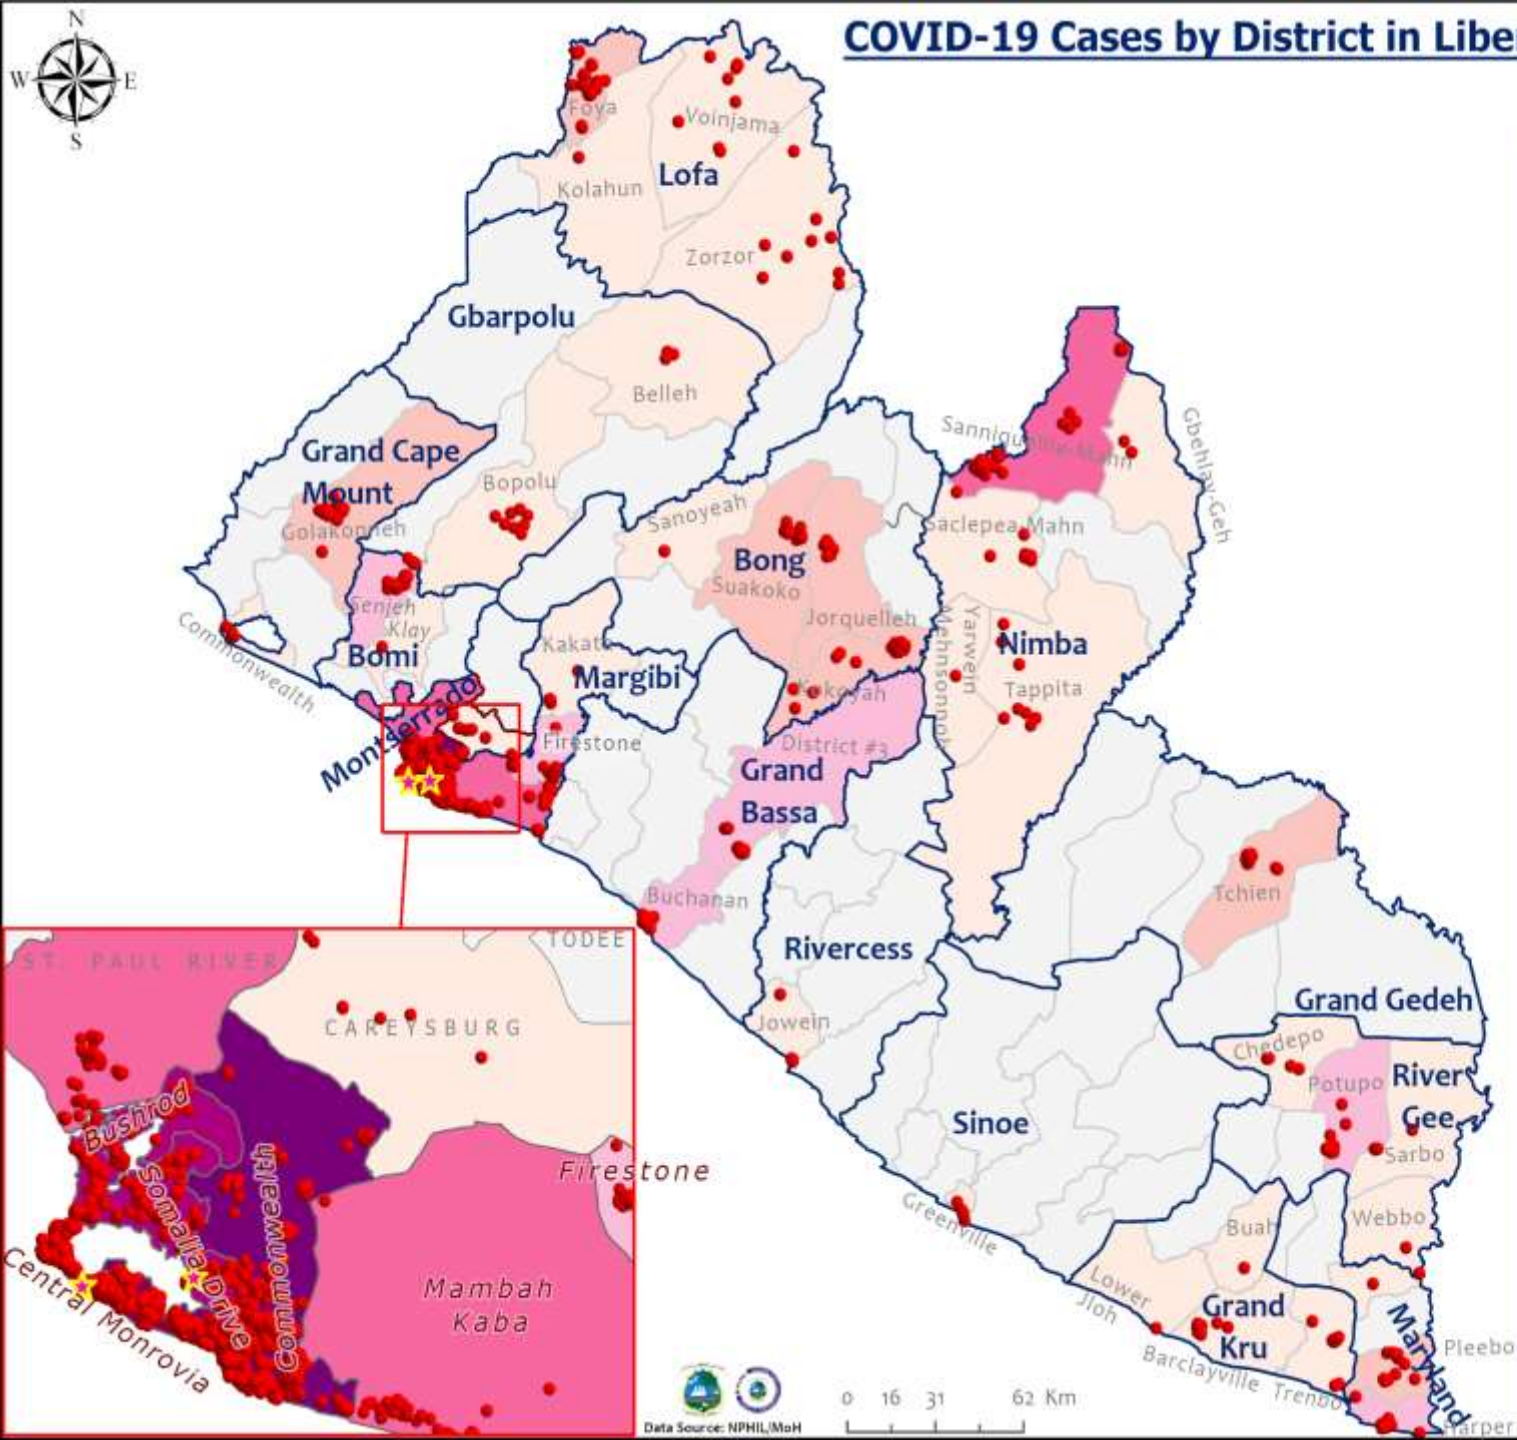 COVID-19 Cases by District in Libe
N
W
E
S
Foya
Voinjama
Lofa
Kolahun
Zorzor
Gbarpolu
Belleh
Grand Cape
Mount
Golakonneh
Bopolu
Sanniquellie-Mahn
Gbehlay-Geh
Sanoyeah
Saclepea Mahn
Bong
Suakoko
Jorquelleh
Senjeh
Klay
Bomi
Commonwealth
Kakata
Margibi
Yarwein
Mehnsonnoh
Nimba
Tappita
Kokoyah
Montserrado
Firestone
District #3
Grand
Bassa
Buchanan
Tchien
Rivercess
Jowein
Grand Gedeh
Chedepo
Potupo
River
Gee
Sarbo
Sinoe
Greenville
Webbo
Buah
Lower
Jloh
Grand
Kru
Barclayville
Trenbo
Maryland
Pleebo
Harper
TODEE
ST. PAUL RIVER
CAREYSBURG
Bushrod
Somalia Drive
Commonwealth
Firestone
Central Monrovia
Mambah
Kaba
Data Source: NPHIL/MoH
0 16 31 62 Km